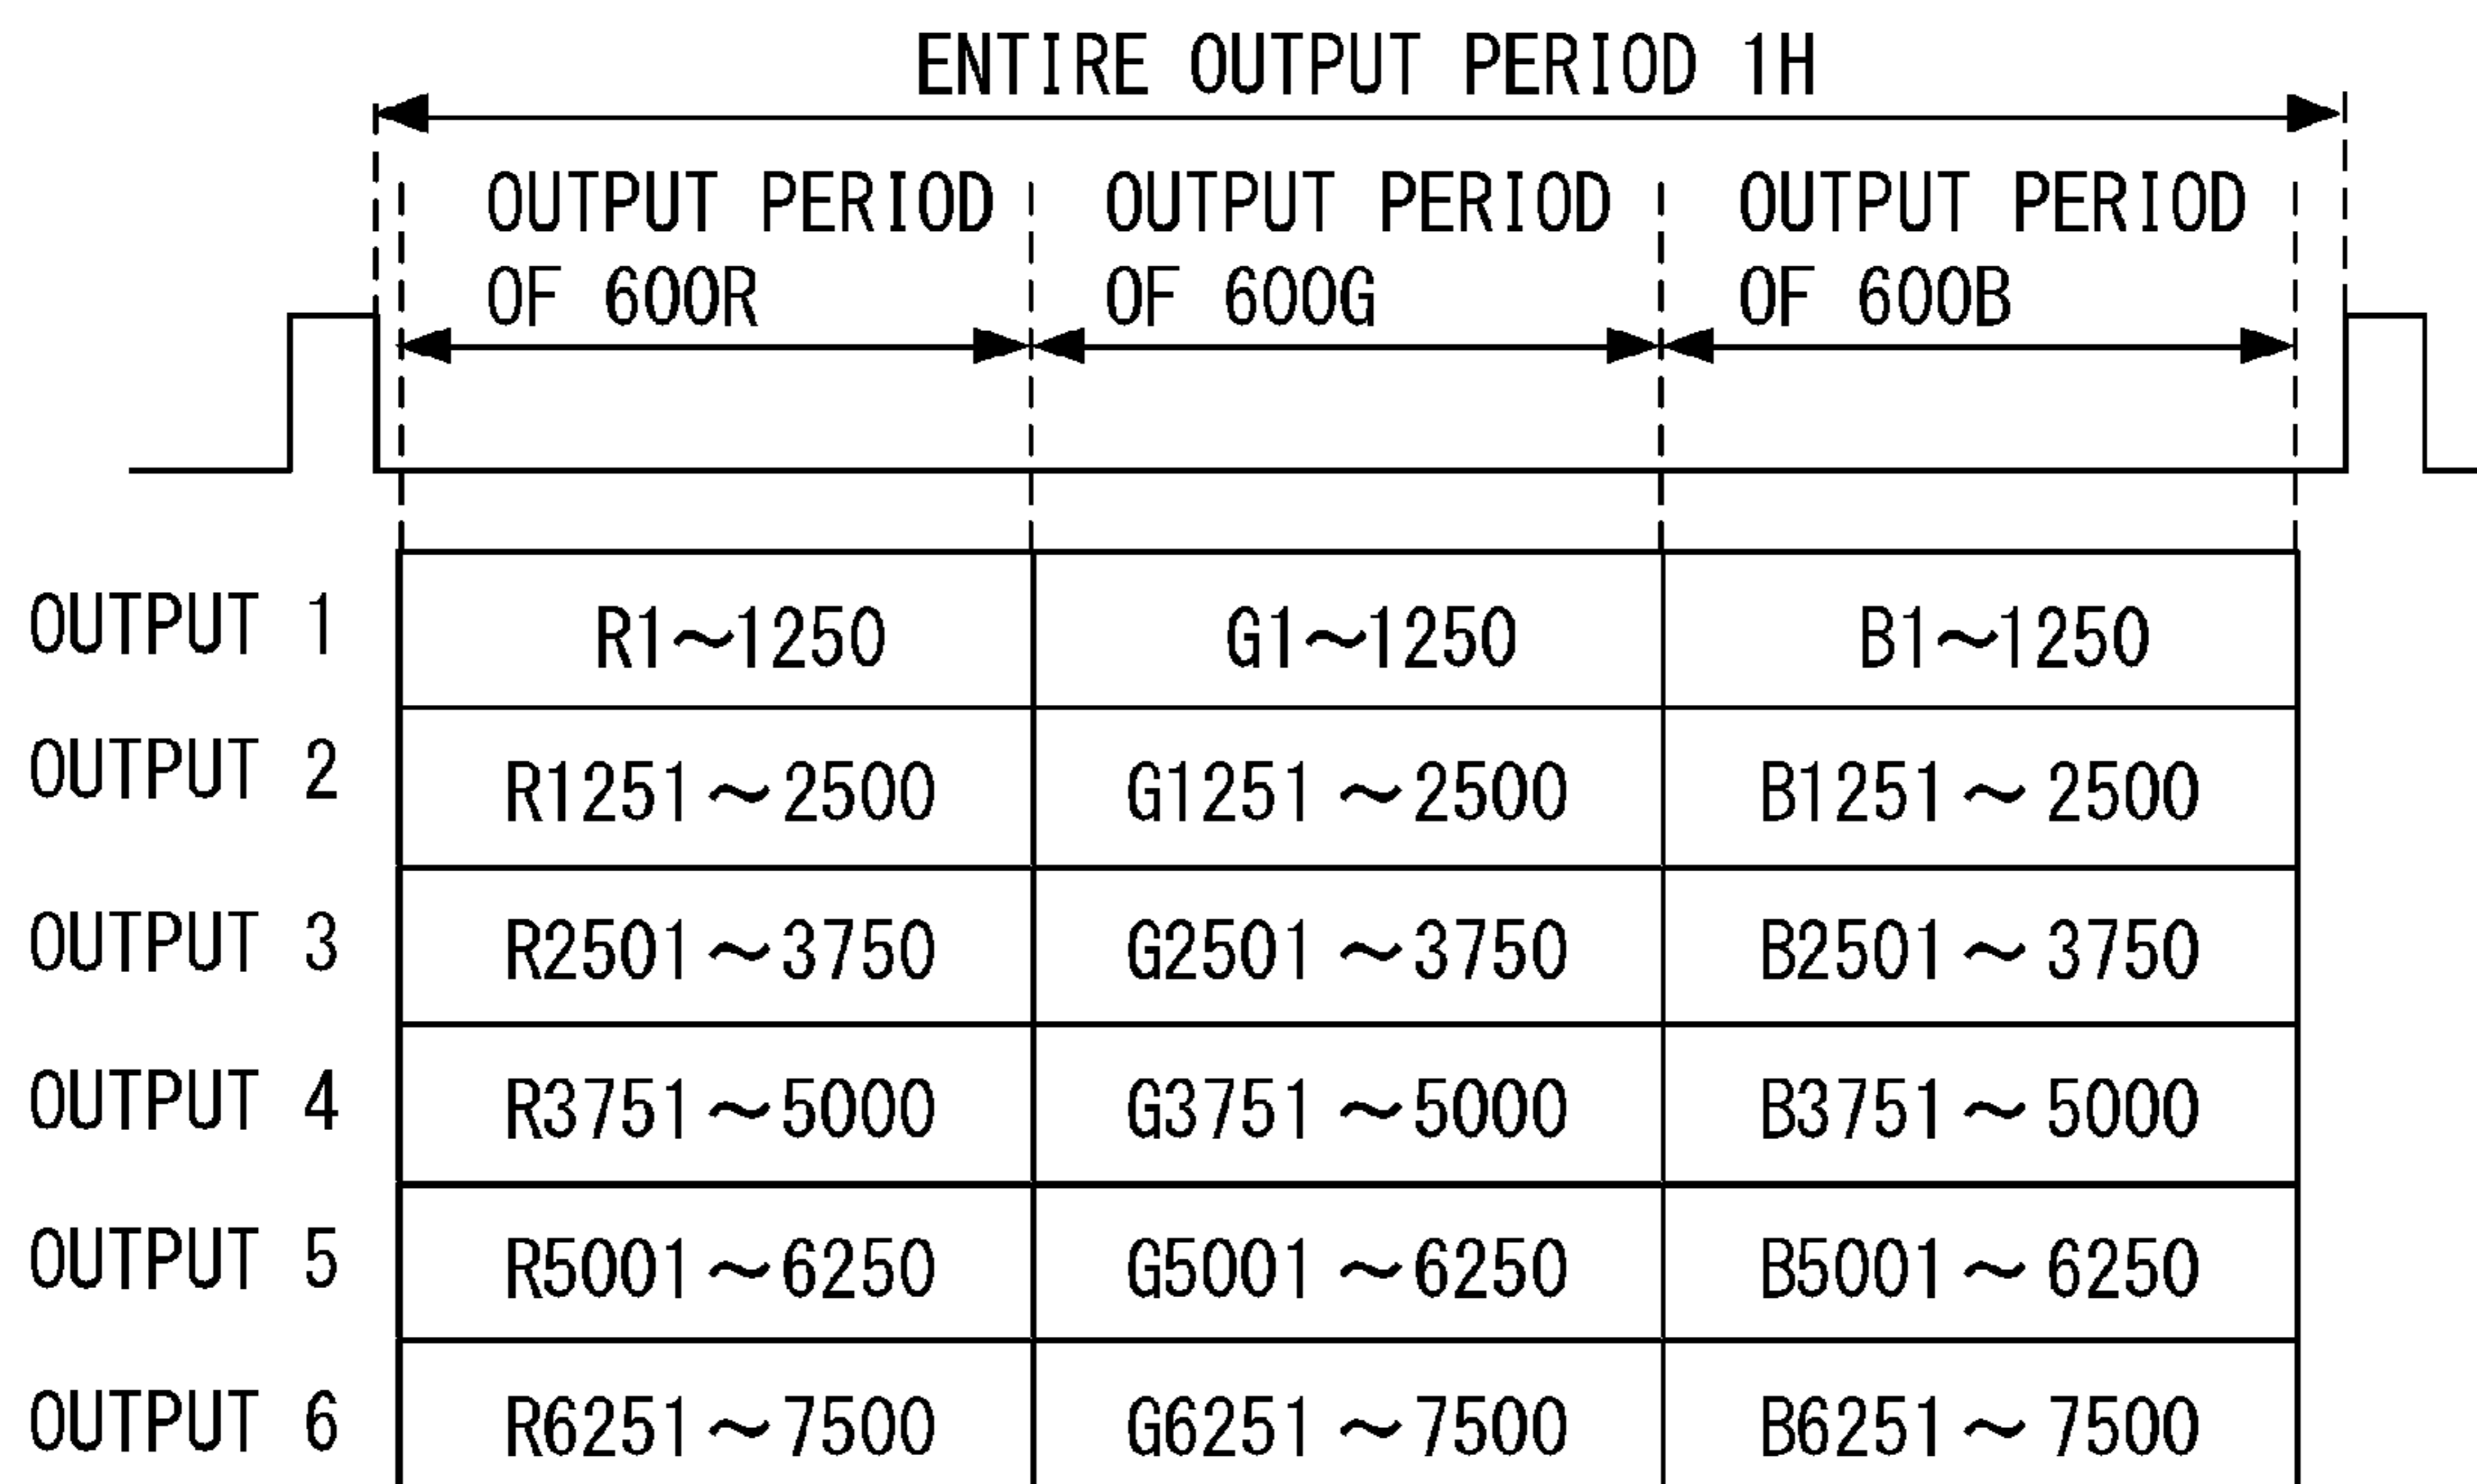 ENTIRE OUTPUT PERIOD 1H
OUTPUT PERIOD OF 600R
OUTPUT PERIOD OF 600G
OUTPUT PERIOD OF 600B
OUTPUT 1 R1～1250 G1～1250 B1～1250
OUTPUT 2 R1251～2500 G1251～2500 B1251～2500
OUTPUT 3 R2501～3750 G2501～3750 B2501～3750
OUTPUT 4 R3751～5000 G3751～5000 B3751～5000
OUTPUT 5 R5001～6250 G5001～6250 B5001～6250
OUTPUT 6 R6251～7500 G6251～7500 B6251～7500